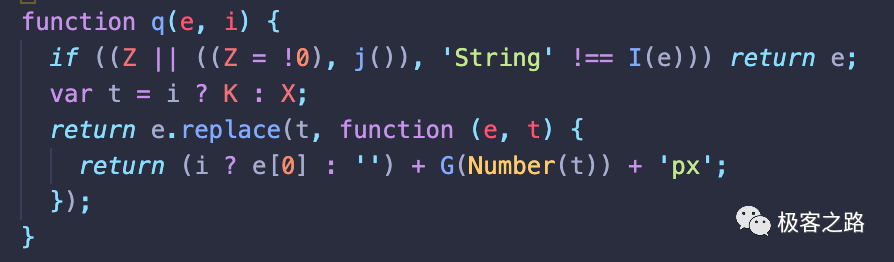 function q(e, i) {
if ((Z || ((Z = !0), j()), 'String' !== I(e))) return e;
var t = i ? K : X;
return e.replace(t, function (e, t) {
return (i ? e[0] : '') + G(Number(t)) + 'px';
});
}
极客之路